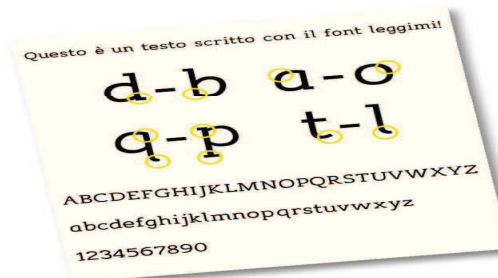 Questo è un testo scritto con il font leggimi!
d-b a-o
q-p t-l
ABCDEFGHIJKLMNOPQRSTUVWXYZ
abcdefghijklmnopqrstuvwxyz
1234567890